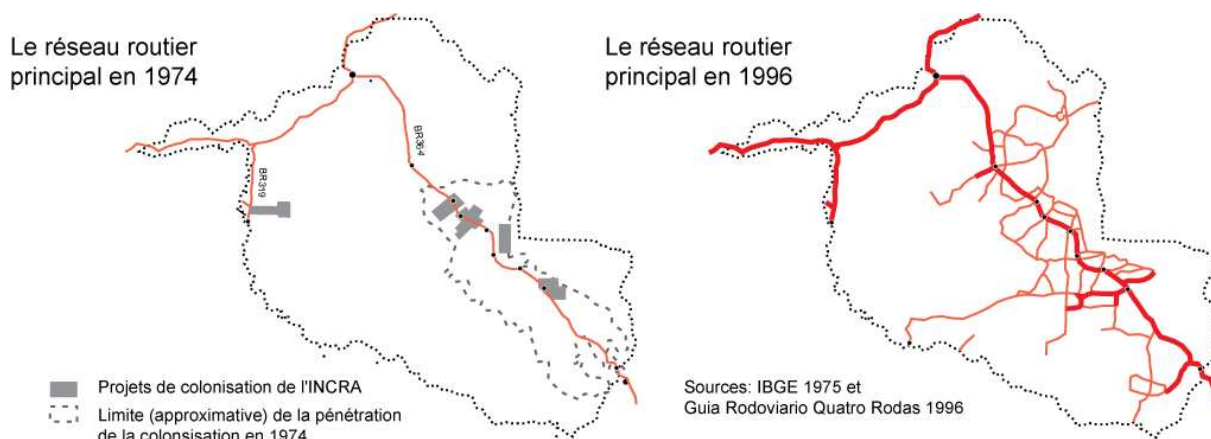 Le réseau routier
principal en 1974
BR364
BR319
Projets de colonisation de l'INCRA
Limite (approximative) de la pénétration
de la colonsisation en 1974
Le réseau routier
principal en 1996
Sources: IBGE 1975 et
Guia Rodoviario Quatro Rodas 1996